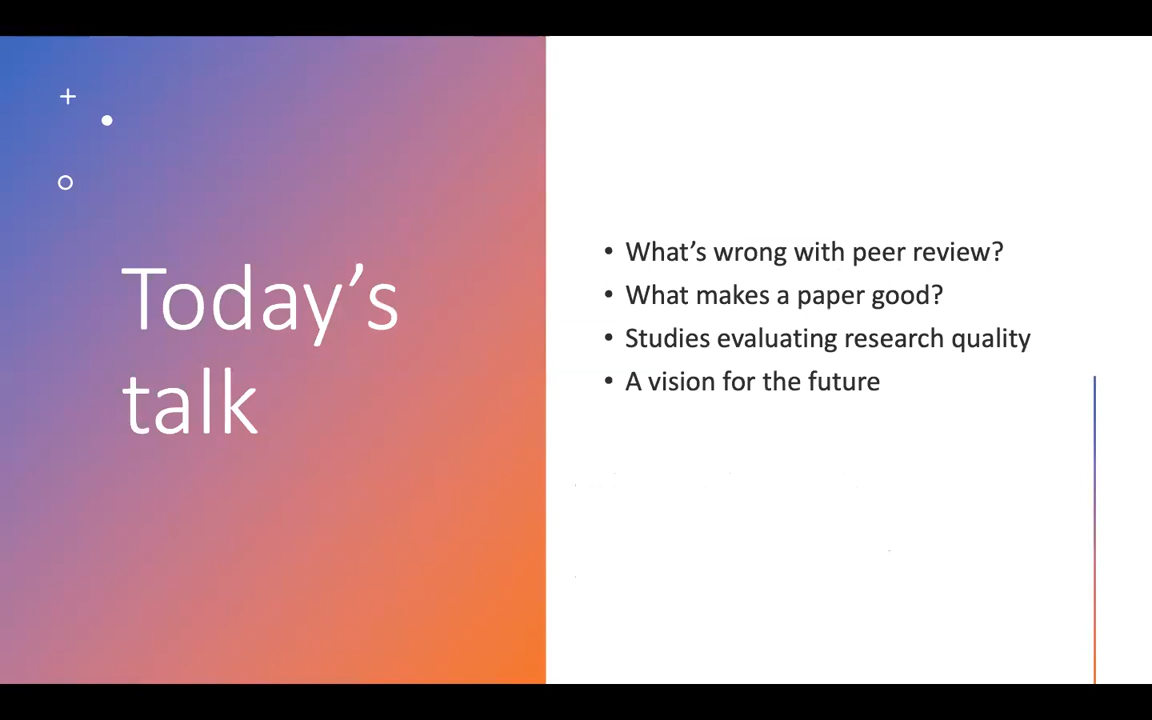 Today’s
talk
• What’s wrong with peer review?
• What makes a paper good?
• Studies evaluating research quality
• A vision for the future